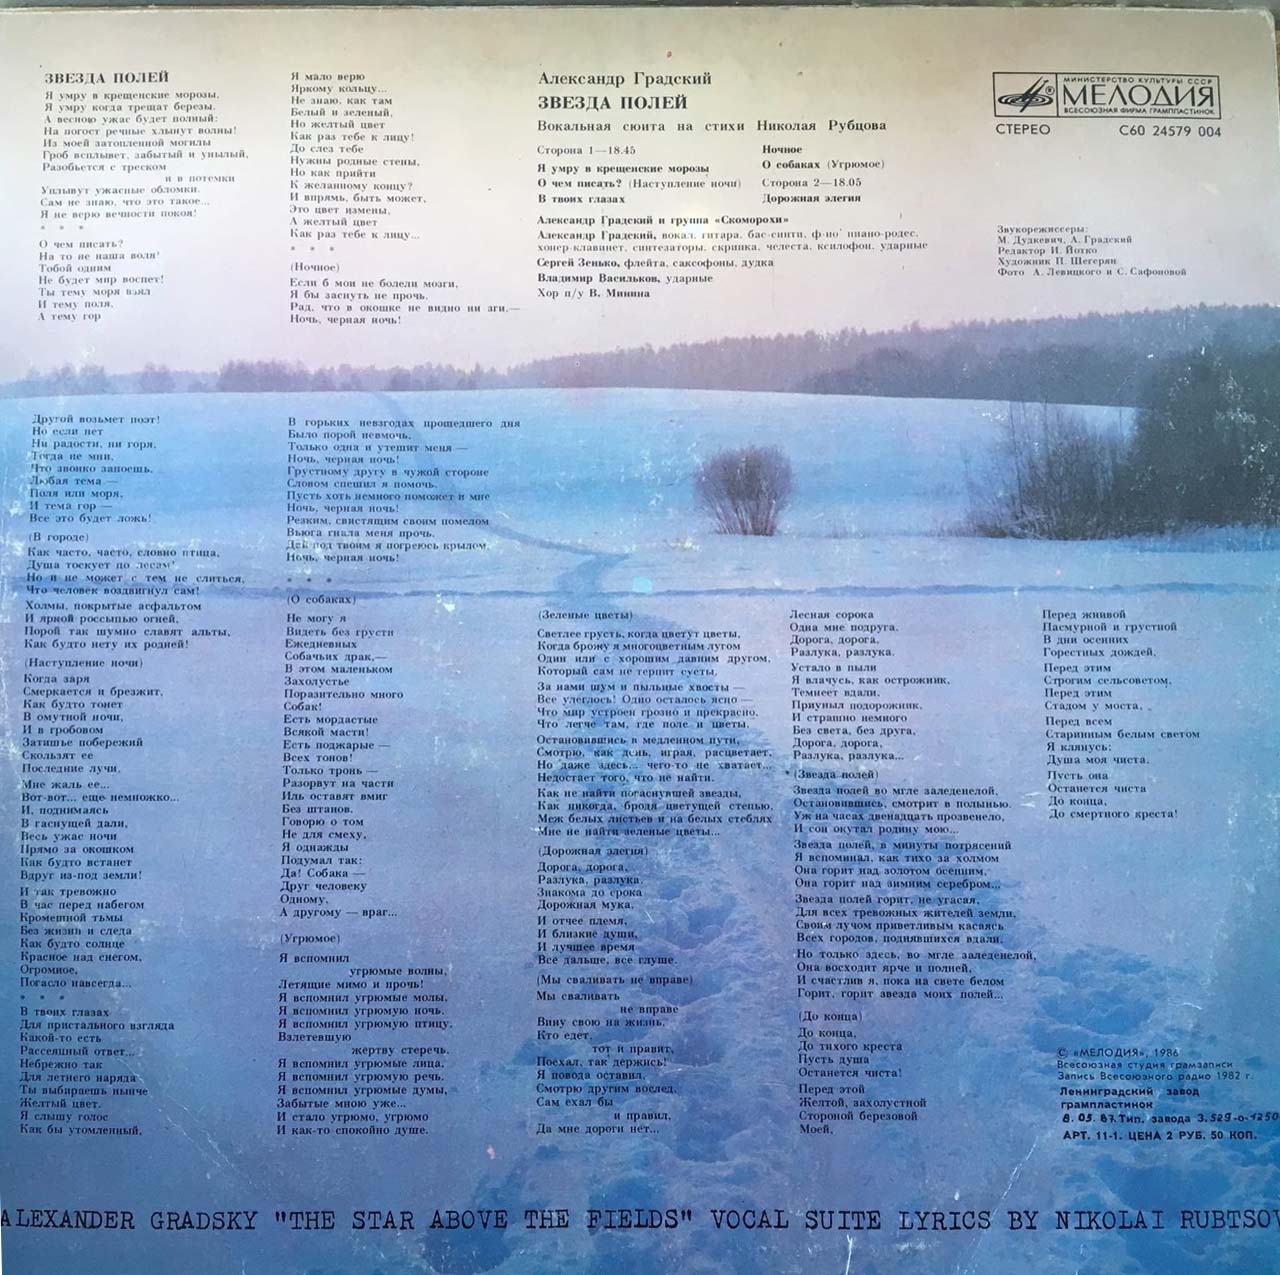 ЗВЕЗДА ПОЛЕЙ
Я умру в крещенские морозы,
Я умру когда трещат березы.
А весною ужас будет полный:
На погост речные хлынут волны!
Из моей затопленной могилы
Гроб всплывет, забытый и унылый,
Разобьется с треском
и в потемки
Уплывут ужасные обломки.
Сам не знаю, что это такое...
Я не верю вечности покоя!
* * *
О чем писать?
На то не наша воля!
Тобой одним
Не будет мир воспет!
Ты тему моря взял
И тему поля,
А тему гор
Другой возьмет поэт!
Но если нет
Ни радости, ни горя,
Тогда не мни,
Что звонко запоешь,
Любая тема —
Поля или моря,
И тема гор —
Все это будет ложь!
(В городе)
Как часто, часто, словно птица,
Душа тоскует по лесам!
Но и не может с тем не слиться,
Что человек воздвигнул сам!
Холмы, покрытые асфальтом
И яркой россыпью огней,
Порой так шумно славят альты,
Как будто нету их родней!
(Наступление ночи)
Когда заря
Смеркается и брезжит,
Как будто тонет
В омутной ночи,
И в гробовом
Затишье побережий
Скользят ее
Последние лучи,
Мне жаль ее...
Вот-вот... еще немножко...
И, поднимаясь
В гаснущей дали,
Весь ужас ночи
Прямо за окошком
Как будто встанет
Вдруг из-под земли!
И так тревожно
В час перед набегом
Кромешной тьмы
Без жизни и следа
Как будто солнце
Красное над снегом,
Огромное,
Погасло навсегда...
* * *
В твоих глазах
Для пристального взгляда
Какой-то есть
Рассеянный ответ...
Небрежно так
Для летнего наряда
Ты выбираешь нынче
Желтый цвет.
Я слышу голос
Как бы утомленный,
Я мало верю
Яркому кольцу...
Не знаю, как там
Белый и зеленый,
Но желтый цвет
Как раз тебе к лицу!
До слез тебе
Нужны родные стены,
Но как прийти
К желанному концу?
И впрямь, быть может,
Это цвет измены,
А желтый цвет
Как раз тебе к лицу...
* * *
(Ночное)
Если б мои не болели мозги,
Я бы заснуть не прочь.
Рад, что в окошке не видно ни зги,—
Ночь, черная ночь!
В горьких невзгодах прошедшего дня
Было порой невмочь,
Только одна и утешит меня —
Ночь, черная ночь!
Грустному другу в чужой стороне
Словом спешил я помочь.
Пусть хоть немного поможет и мне
Ночь, черная ночь!
Резким, свистящим своим помелом
Вьюга гнала меня прочь.
Дай под твоим я погреюсь крылом,
Ночь, черная ночь!
* * *
(О собаках)
Не могу я
Видеть без грусти
Ежедневных
Собачьих драк,—
В этом маленьком
Захолустье
Поразительно много
Собак!
Есть мордастые
Всякой масти!
Есть поджарые —
Всех тонов!
Только тронь —
Разорвут на части
Иль оставят вмиг
Без штанов.
Говорю о том
Не для смеху,
Я однажды
Подумал так:
Да! Собака —
Друг человеку
Одному,
А другому — враг...
(Угрюмое)
Я вспомнил
угрюмые волны,
Летящие мимо и прочь!
Я вспомнил угрюмые молы,
Я вспомнил угрюмую ночь.
Я вспомнил угрюмую птицу,
Взлетевшую
жертву стеречь.
Я вспомнил угрюмые лица,
Я вспомнил угрюмую речь.
Я вспомнил угрюмые думы,
Забытые мною уже...
И стало угрюмо, угрюмо
И как-то спокойно душе.
Александр Градский
ЗВЕЗДА ПОЛЕЙ
Вокальная сюита на стихи Николая Рубцова
Сторона 1—18.45
Я умру в крещенские морозы
О чем писать? (Наступление ночи)
В твоих глазах
Ночное
О собаках (Угрюмое)
Сторона 2—18.05
Дорожная элегия
Александр Градский и группа «Скоморохи»
Александр Градский, вокал, гитара, бас-синти, ф-но, пиано-родес,
хонер-клавинет, синтезаторы, скрипка, челеста, ксилофон, ударные
Сергей Зенько, флейта, саксофоны, дудка
Владимир Васильков, ударные
Хор п/у В. Минина
МИНИСТЕРСТВО КУЛЬТУРЫ СССР
МЕЛОДИЯ
ВСЕСОЮЗНАЯ ФИРМА ГРАМПЛАСТИНОК
СТЕРЕО С60 24579 004
Звукорежиссеры:
М. Дудкевич, А. Градский
Редактор И. Йотко
Художник П. Шегерян
Фото А. Левицкого и С. Сафоновой
(Зеленые цветы)
Светлее грусть, когда цветут цветы,
Когда брожу я многоцветным лугом
Один или с хорошим давним другом,
Который сам не терпит суеты,
За нами шум и пыльные хвосты —
Все улеглось! Одно осталось ясно —
Что мир устроен грозно и прекрасно,
Что легче там, где поле и цветы.
Остановившись в медленном пути,
Смотрю, как день, играя, расцветает,
Но даже здесь... чего-то не хватает...
Недостает того, что не найти.
Как не найти погаснувшей звезды,
Как никогда, бродя цветущей степью,
Меж белых листьев и на белых стеблях
Мне не найти зеленые цветы...
(Дорожная элегия)
Дорога, дорога,
Разлука, разлука.
Знакома до срока
Дорожная мука.
И отчее племя,
И близкие души,
И лучшее время
Все дальше, все глуше.
(Мы сваливать не вправе)
Мы сваливать
не вправе
Вину свою на жизнь.
Кто едет,
тот и правит,
Поехал, так держись!
Я повода оставил.
Смотрю другим вослед.
Сам ехал бы
и правил,
Да мне дороги нет...
Лесная сорока
Одна мне подруга.
Дорога, дорога,
Разлука, разлука.
Устало в пыли
Я влачусь, как острожник,
Темнеет вдали.
Приуныл подорожник,
И страшно немного
Без света, без друга,
Дорога, дорога,
Разлука, разлука...
(Звезда полей)
Звезда полей во мгле заледенелой,
Остановившись, смотрит в полынью.
Уж на часах двенадцать прозвенело,
И сон окутал родину мою...
Звезда полей, в минуты потрясений
Я вспоминал, как тихо за холмом
Она горит над золотом осенним,
Она горит над зимним серебром...
Звезда полей горит, не угасая,
Для всех тревожных жителей земли,
Своим лучом приветливым касаясь
Всех городов, поднявшихся вдали.
Но только здесь, во мгле заледенелой,
Она восходит ярче и полней,
И счастлив я, пока на свете белом
Горит, горит звезда моих полей...
(До конца)
До конца,
До тихого креста
Пусть душа
Останется чиста!
Перед этой
Желтой, захолустной
Стороной березовой
Моей,
Перед жнивой
Пасмурной и грустной
В дни осенних
Горестных дождей,
Перед этим
Строгим сельсоветом,
Перед этим
Стадом у моста,
Перед всем
Старинным белым светом
Я клянусь:
Душа моя чиста.
Пусть она
Останется чиста
До конца,
До смертного креста!
© «МЕЛОДИЯ», 1986
Всесоюзная студия грамзаписи
Запись Всесоюзного радио 1982 г.
Ленинградский завод
грампластинок
8. 05. 87. Тип. завода З. 529-0-1250
АРТ. 11-1. ЦЕНА 2 РУБ. 50 КОП.
ALEXANDER GRADSKY "THE STAR ABOVE THE FIELDS" VOCAL SUITE LYRICS BY NIKOLAI RUBTSOV